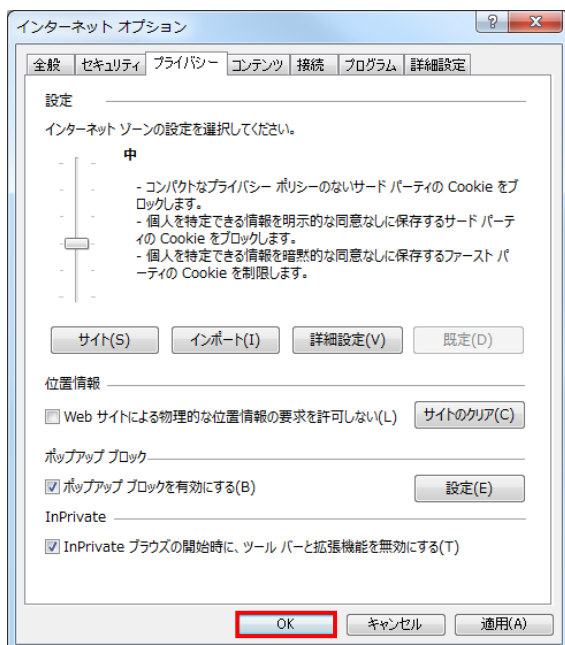 インターネット オプション
全般 セキュリティ プライバシー コンテンツ 接続 プログラム 詳細設定
設定
インターネット ゾーンの設定を選択してください。
中
- コンパクトなプライバシー ポリシーのないサード パーティの Cookie をブ
ロックします。
- 個人を特定できる情報を明示的な同意なしに保存するサード パーテ
ィの Cookie をブロックします。
- 個人を特定できる情報を暗黙的な同意なしに保存するファースト パ
ーティの Cookie を制限します。
サイト(S) インポート(I) 詳細設定(V) 既定(D)
位置情報
Web サイトによる物理的な位置情報の要求を許可しない(L) サイトのクリア(C)
ポップアップ ブロック
ポップアップ ブロックを有効にする(B) 設定(E)
InPrivate
InPrivate ブラウズの開始時に、ツール バーと拡張機能を無効にする(T)
OK キャンセル 適用(A)